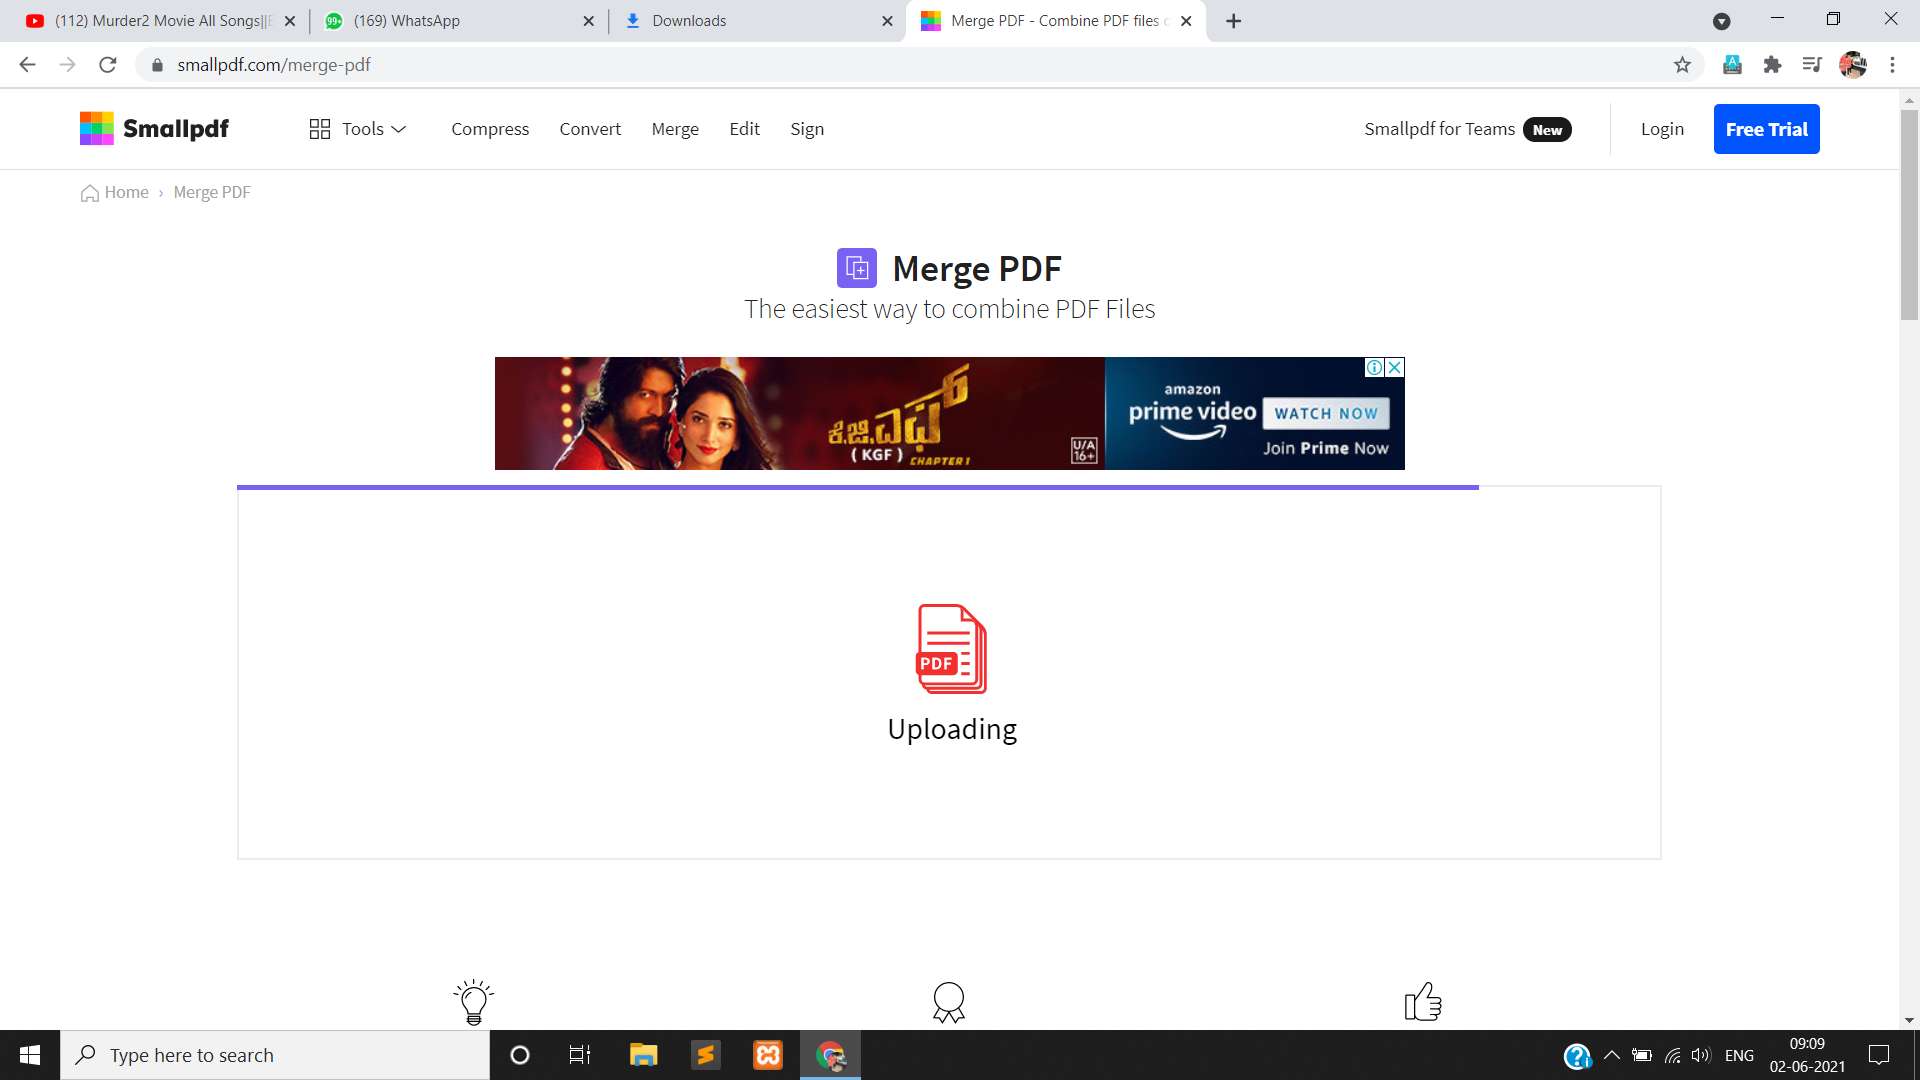 (112) Murder2 Movie All Songs||
99+ (169) WhatsApp
Downloads
Merge PDF - Combine PDF files
smallpdf.com/merge-pdf
Smallpdf
Tools
Compress
Convert
Merge
Edit
Sign
Smallpdf for Teams New
Login
Free Trial
Home › Merge PDF
Merge PDF
The easiest way to combine PDF Files
ಕೆ.ಜಿ.ಎಫ್
( KGF ) CHAPTER 1
U/A
16+
amazon
prime video
WATCH NOW
Join Prime Now
PDF
Uploading
Type here to search
ENG
09:09
02-06-2021